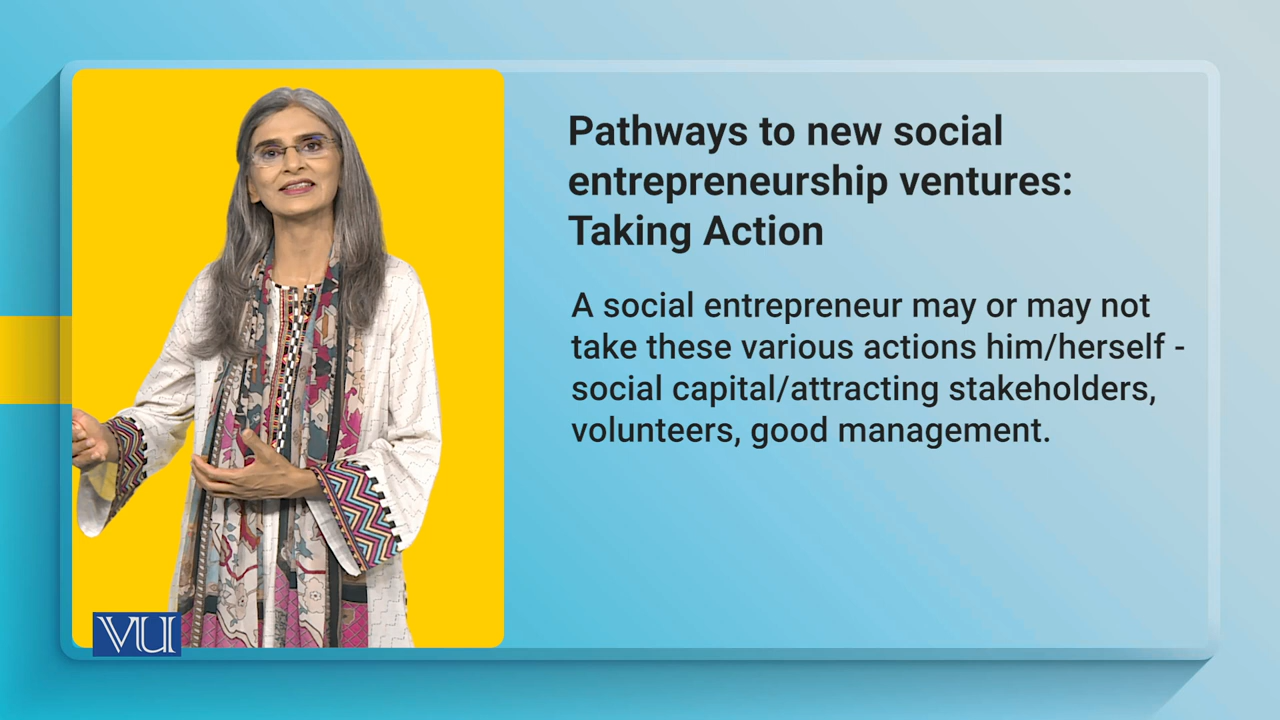 Pathways to new social
entrepreneurship ventures:
Taking Action
A social entrepreneur may or may not
take these various actions him/herself -
social capital/attracting stakeholders,
volunteers, good management.
VU